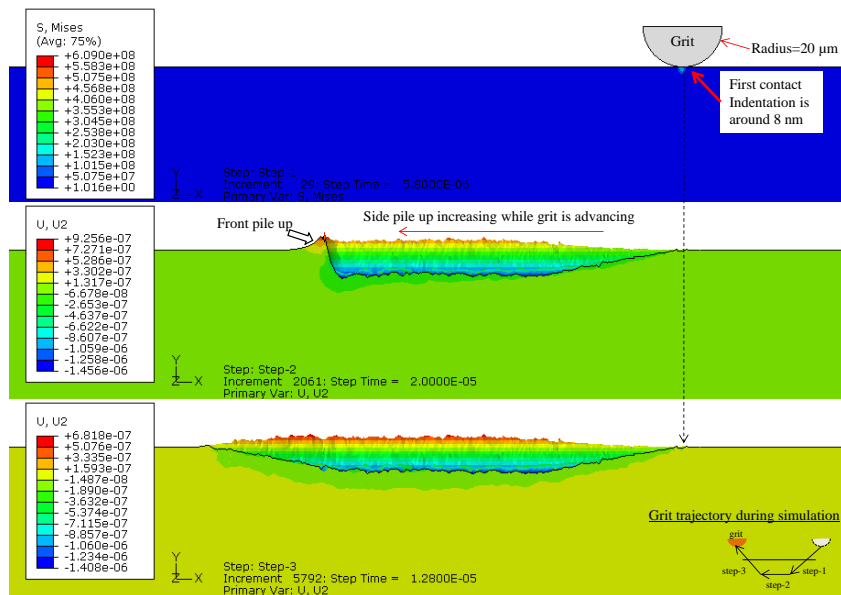 S, Mises
(Avg: 75%)
+6.090e+08
+5.583e+08
+5.075e+08
+4.568e+08
+4.060e+08
+3.553e+08
+3.045e+08
+2.538e+08
+2.030e+08
+1.523e+08
+1.015e+08
+5.075e+07
+1.016e+00
Grit
Radius=20 µm
First contact
Indentation is
around 8 nm
Y
Z X
Step: Step-1
Increment 29: Step Time = 5.8000E-06
Primary Var: S, Mises
U, U2
+9.256e-07
+7.271e-07
+5.286e-07
+3.302e-07
+1.317e-07
-6.678e-08
-2.653e-07
-4.637e-07
-6.622e-07
-8.607e-07
-1.059e-06
-1.258e-06
-1.456e-06
Front pile up
Side pile up increasing while grit is advancing
Y
Z X
Step: Step-2
Increment 2061: Step Time = 2.0000E-05
Primary Var: U, U2
U, U2
+6.818e-07
+5.076e-07
+3.335e-07
+1.593e-07
-1.487e-08
-1.890e-07
-3.632e-07
-5.374e-07
-7.115e-07
-8.857e-07
-1.060e-06
-1.234e-06
-1.408e-06
Y
Z X
Step: Step-3
Increment 5792: Step Time = 1.2800E-05
Primary Var: U, U2
Grit trajectory during simulation
grit
step-3
step-1
step-2